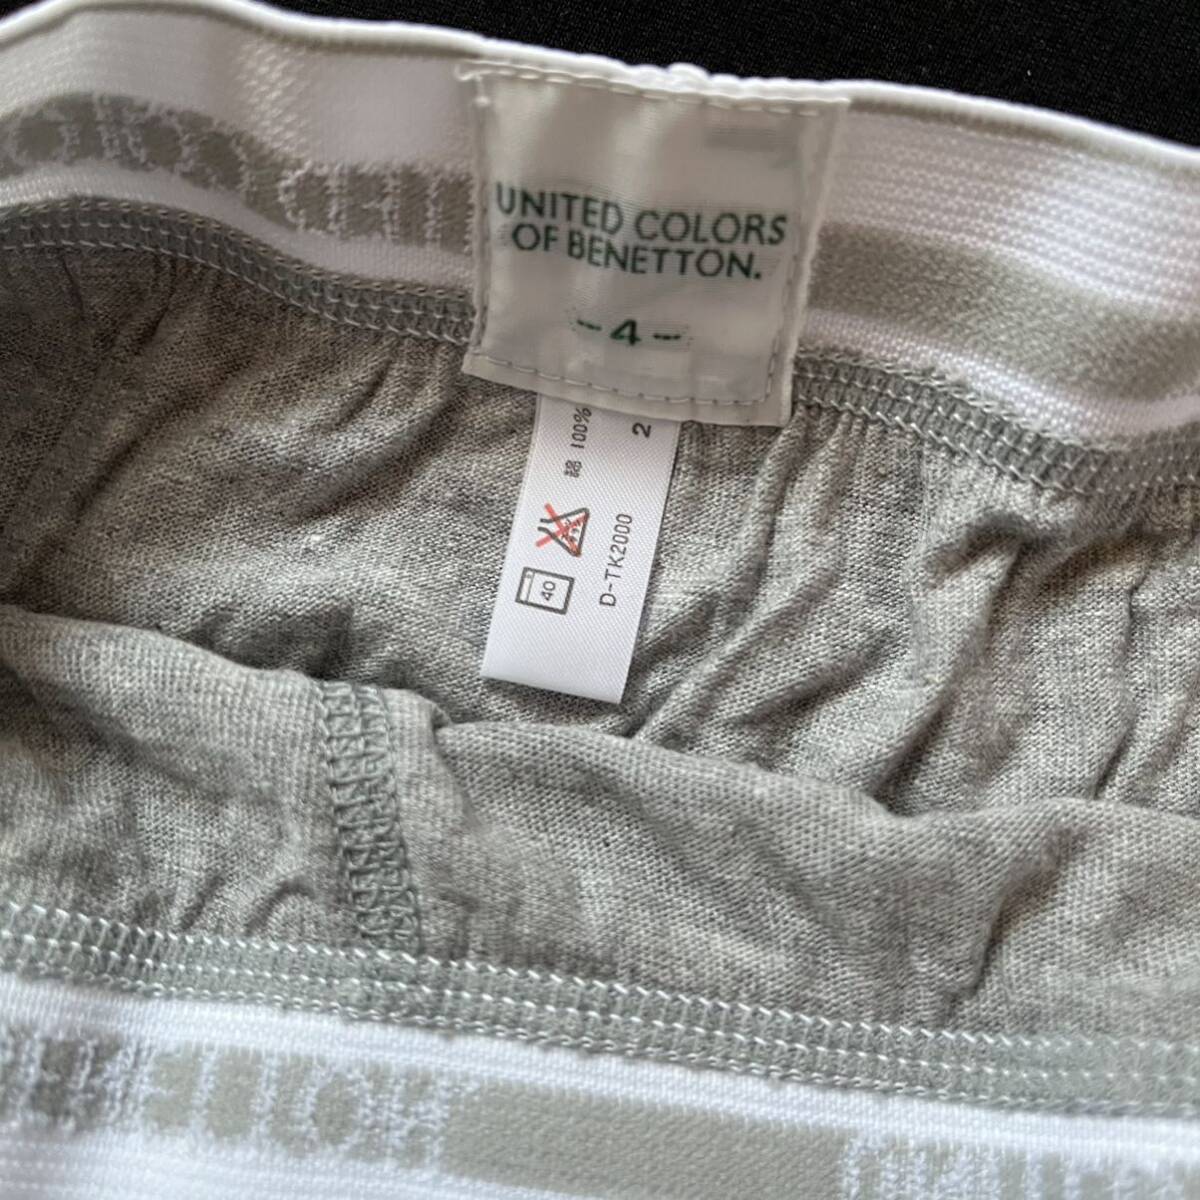 UNITED COLORS
OF BENETTON.
-4-
綿 100%
2
40
D-TK2000